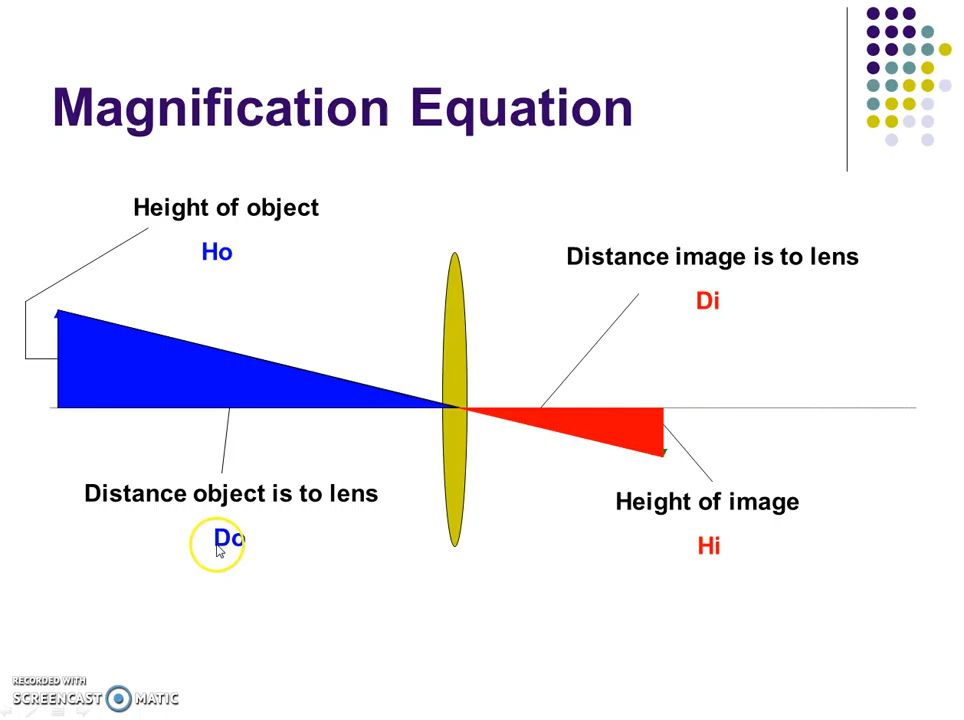 Magnification Equation
Height of object
Ho
Distance image is to lens
Di
Distance object is to lens
Do
Height of image
Hi
RECORDED WITH
SCREENCAST MATIC